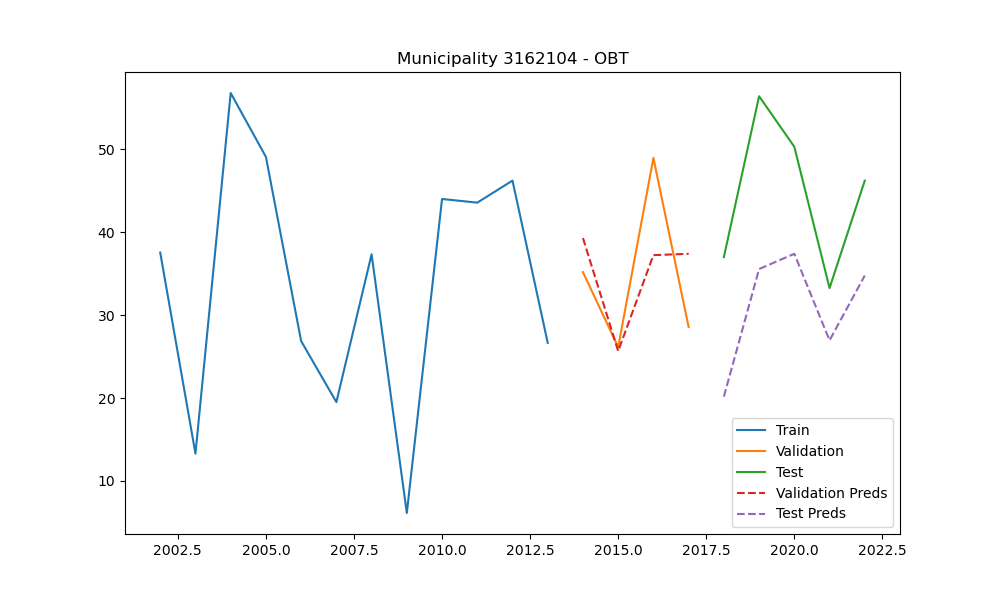 Municipality 3162104 - OBT
50
40
30
20
10
2002.5 2005.0 2007.5 2010.0 2012.5 2015.0 2017.5 2020.0 2022.5
Train
Validation
Test
Validation Preds
Test Preds